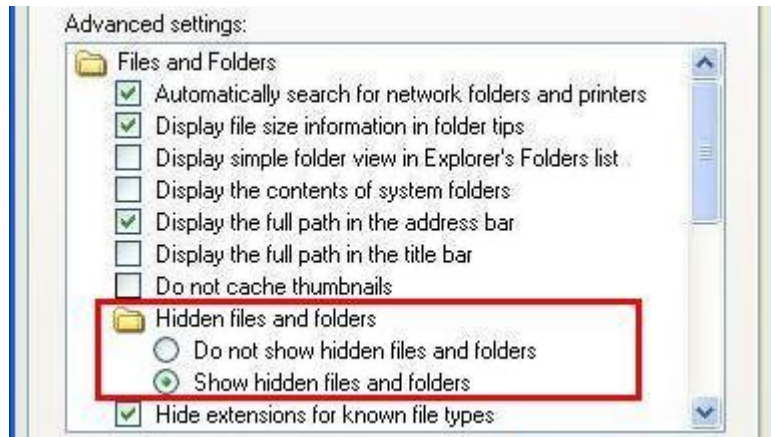 Advanced settings:
Files and Folders
Automatically search for network folders and printers
Display file size information in folder tips
Display simple folder view in Explorer's Folders list
Display the contents of system folders
Display the full path in the address bar
Display the full path in the title bar
Do not cache thumbnails
Hidden files and folders
Do not show hidden files and folders
Show hidden files and folders
Hide extensions for known file types